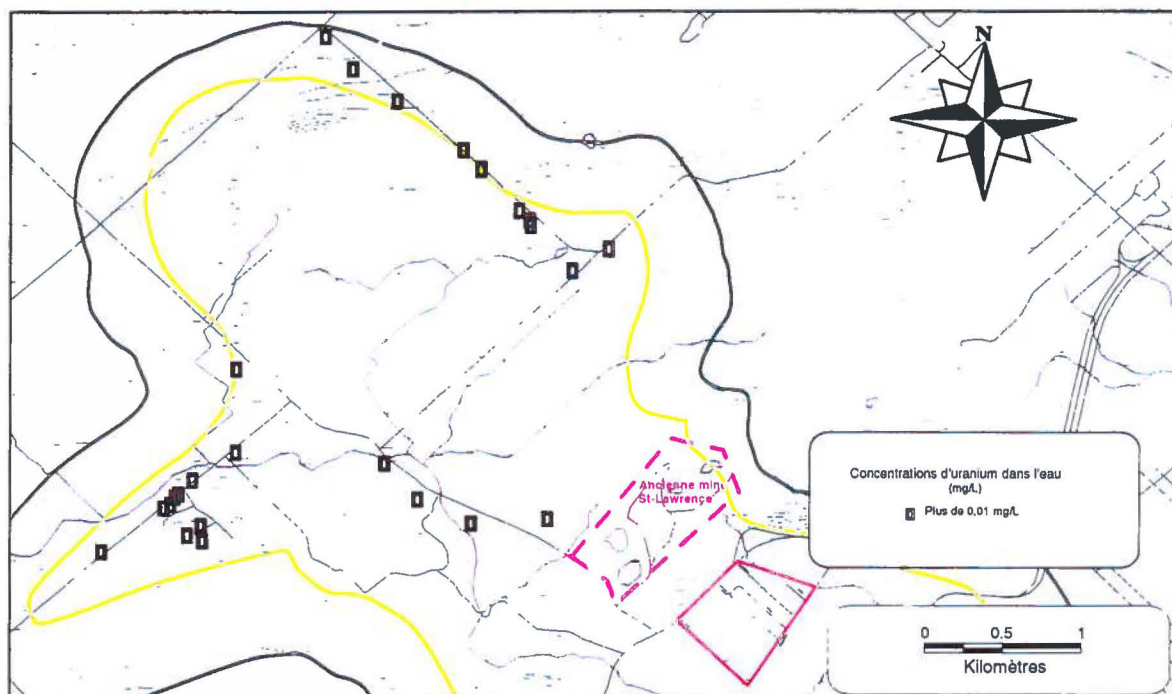 N
Ancienne mine
St-Lawrence
Concentrations d'uranium dans l'eau
(mg/L)
Plus de 0,01 mg/L
0 0.5 1
Kilomètres